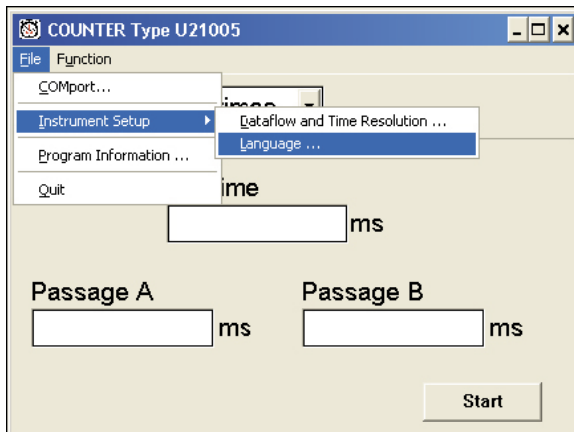 COUNTER Type U21005
File Function
COMport...
Instrument Setup
Dataflow and Time Resolution ...
Language ...
Program Information ...
Quit
ms
Passage A Passage B
ms ms
Start